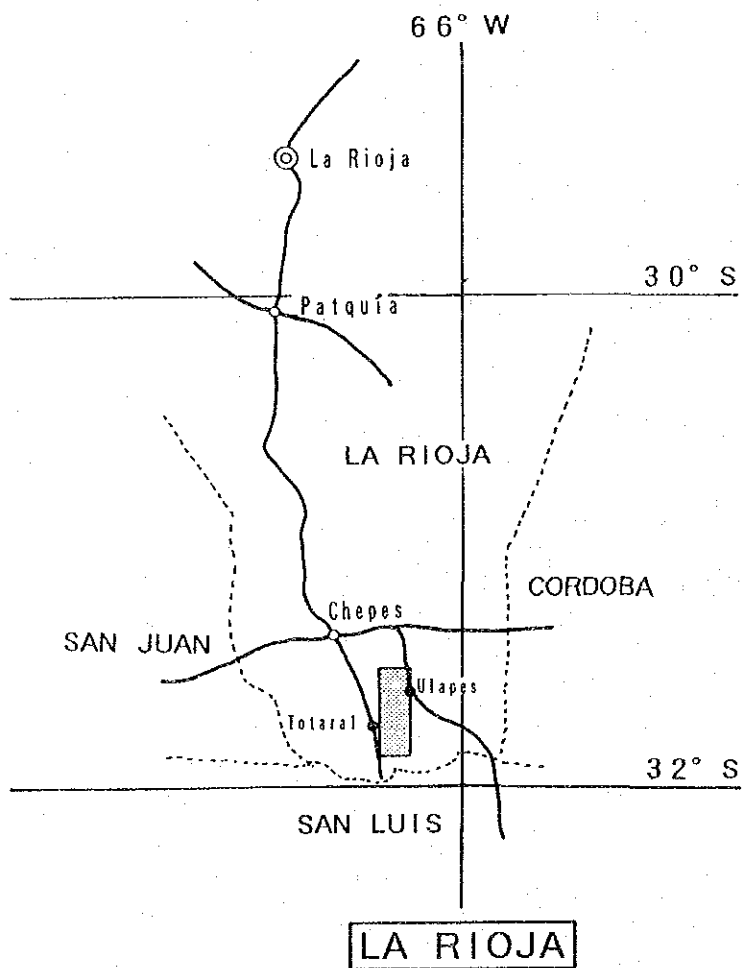 66° W
La Rioja
30° S
Patquía
LA RIOJA
CORDOBA
Chepes
SAN JUAN
Ulapes
Totaral
32° S
SAN LUIS
LA RIOJA